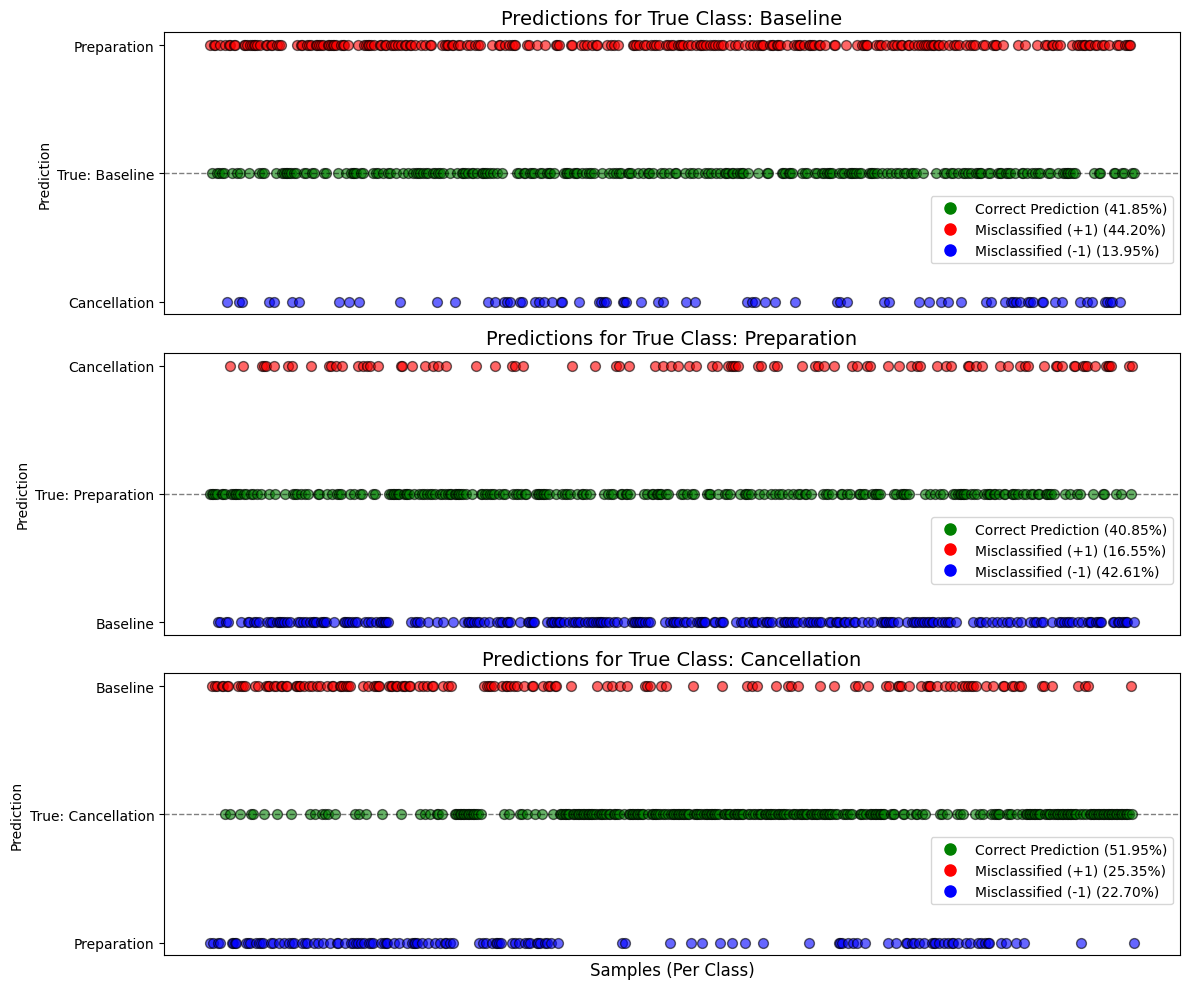 Predictions for True Class: Baseline
Preparation
True: Baseline
Cancellation
Prediction
Correct Prediction (41.85%)
Misclassified (+1) (44.20%)
Misclassified (-1) (13.95%)
Predictions for True Class: Preparation
Cancellation
True: Preparation
Baseline
Prediction
Correct Prediction (40.85%)
Misclassified (+1) (16.55%)
Misclassified (-1) (42.61%)
Predictions for True Class: Cancellation
Baseline
True: Cancellation
Preparation
Prediction
Correct Prediction (51.95%)
Misclassified (+1) (25.35%)
Misclassified (-1) (22.70%)
Samples (Per Class)